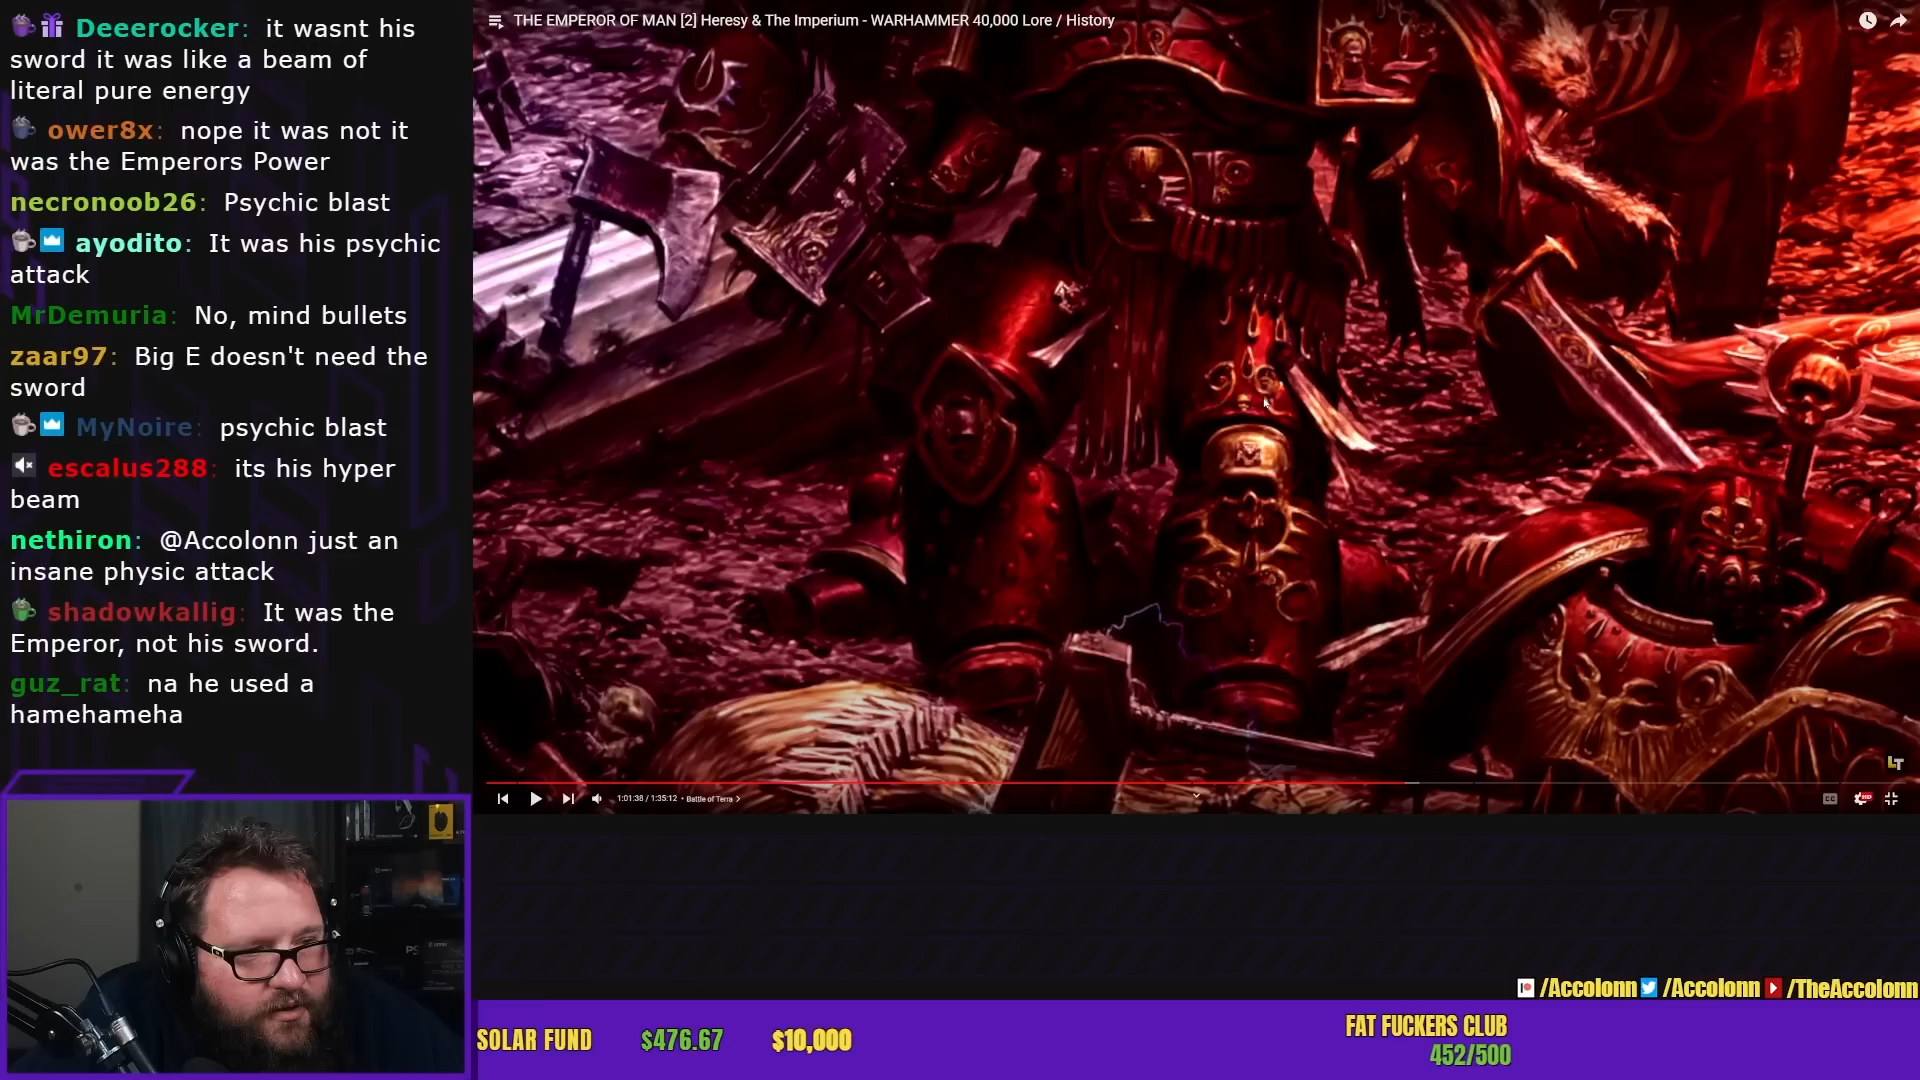 Deeerocker: it wasnt his
sword it was like a beam of
literal pure energy
ower8x: nope it was not it
was the Emperors Power
necronoob26: Psychic blast
ayodito: It was his psychic
attack
MrDemuria: No, mind bullets
zaar97: Big E doesn't need the
sword
MyNoire: psychic blast
escalus288: its his hyper
beam
nethiron: @Accolonn just an
insane physic attack
shadowkallig: It was the
Emperor, not his sword.
guz_rat: na he used a
hamehameha
THE EMPEROR OF MAN [2] Heresy & The Imperium - WARHAMMER 40,000 Lore / History
LT
1:01:38 / 1:35:12 • Battle of Terra >
CC
HD
/Accolonn /Accolonn /TheAccolonn
SOLAR FUND $476.67 $10,000
FAT FUCKERS CLUB
452/500